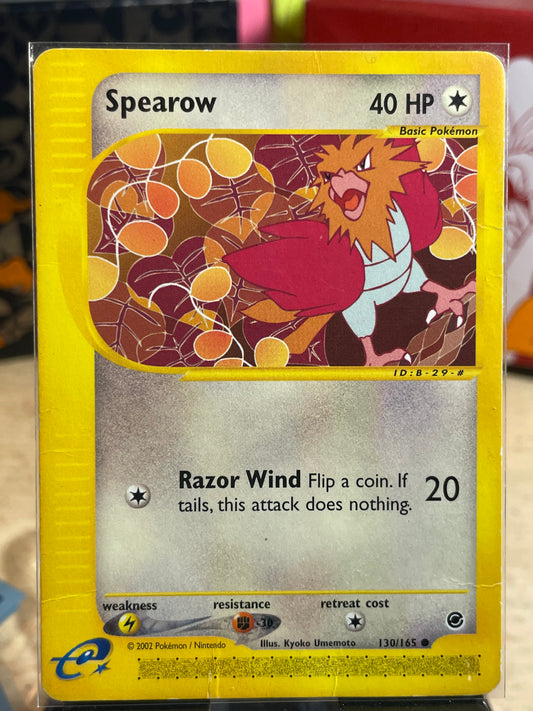 Spearow 40 HP
Basic Pokémon
ID:B-29-#
Razor Wind Flip a coin. If
tails, this attack does nothing. 20
weakness resistance retreat cost
-30
Illus. Kyoko Umemoto
© 2002 Pokémon / Nintendo 130/165
e